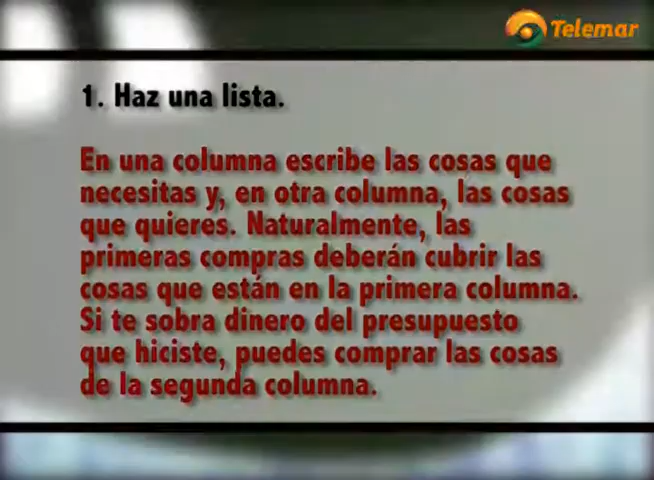 Telemar
1. Haz una lista.
En una columna escribe las cosas que
necesitas y, en otra columna, las cosas
que quieres. Naturalmente, las
primeras compras deberán cubrir las
cosas que están en la primera columna.
Si te sobra dinero del presupuesto
que hiciste, puedes comprar las cosas
de la segunda columna.